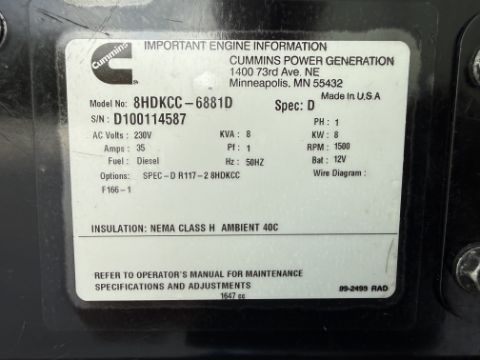 Cummins
IMPORTANT ENGINE INFORMATION
CUMMINS POWER GENERATION
1400 73rd Ave. NE
Minneapolis, MN 55432
Made in U.S.A
Model No: 8HDKCC-6881D Spec: D
S/N: D100114587 PH: 1
AC Volts: 230V KVA: 8 KW: 8
Amps: 35 Pf: 1 RPM: 1500
Fuel: Diesel Hz: 50HZ Bat: 12V
Options: SPEC-D R117-2 8HDKCC Wire Diagram:
F166-1
INSULATION: NEMA CLASS H AMBIENT 40C
REFER TO OPERATOR'S MANUAL FOR MAINTENANCE
SPECIFICATIONS AND ADJUSTMENTS
1647 cc 99-2499 RAD